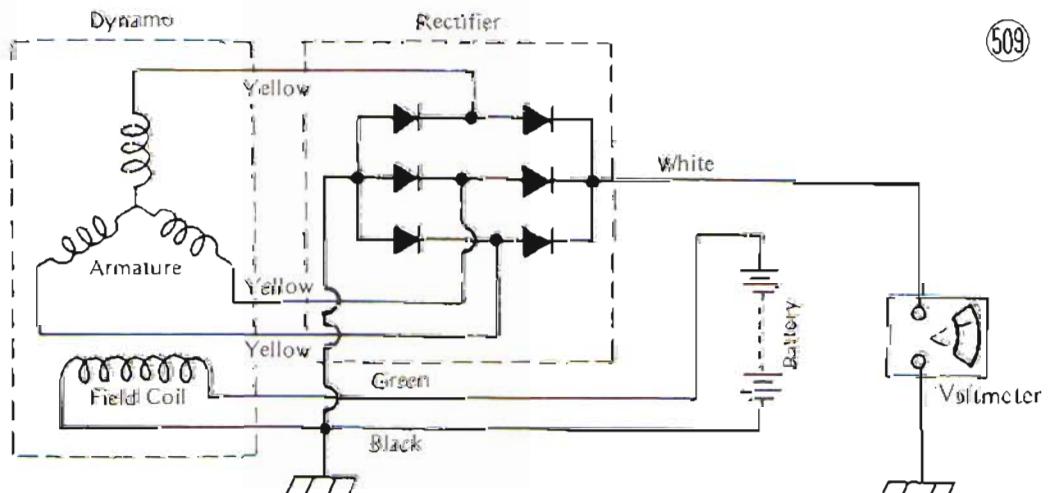 Dynamo
Rectifier
509
Yellow
White
Armature
Yellow
Battery
Yellow
Green
Field Coil
Voltmeter
Black